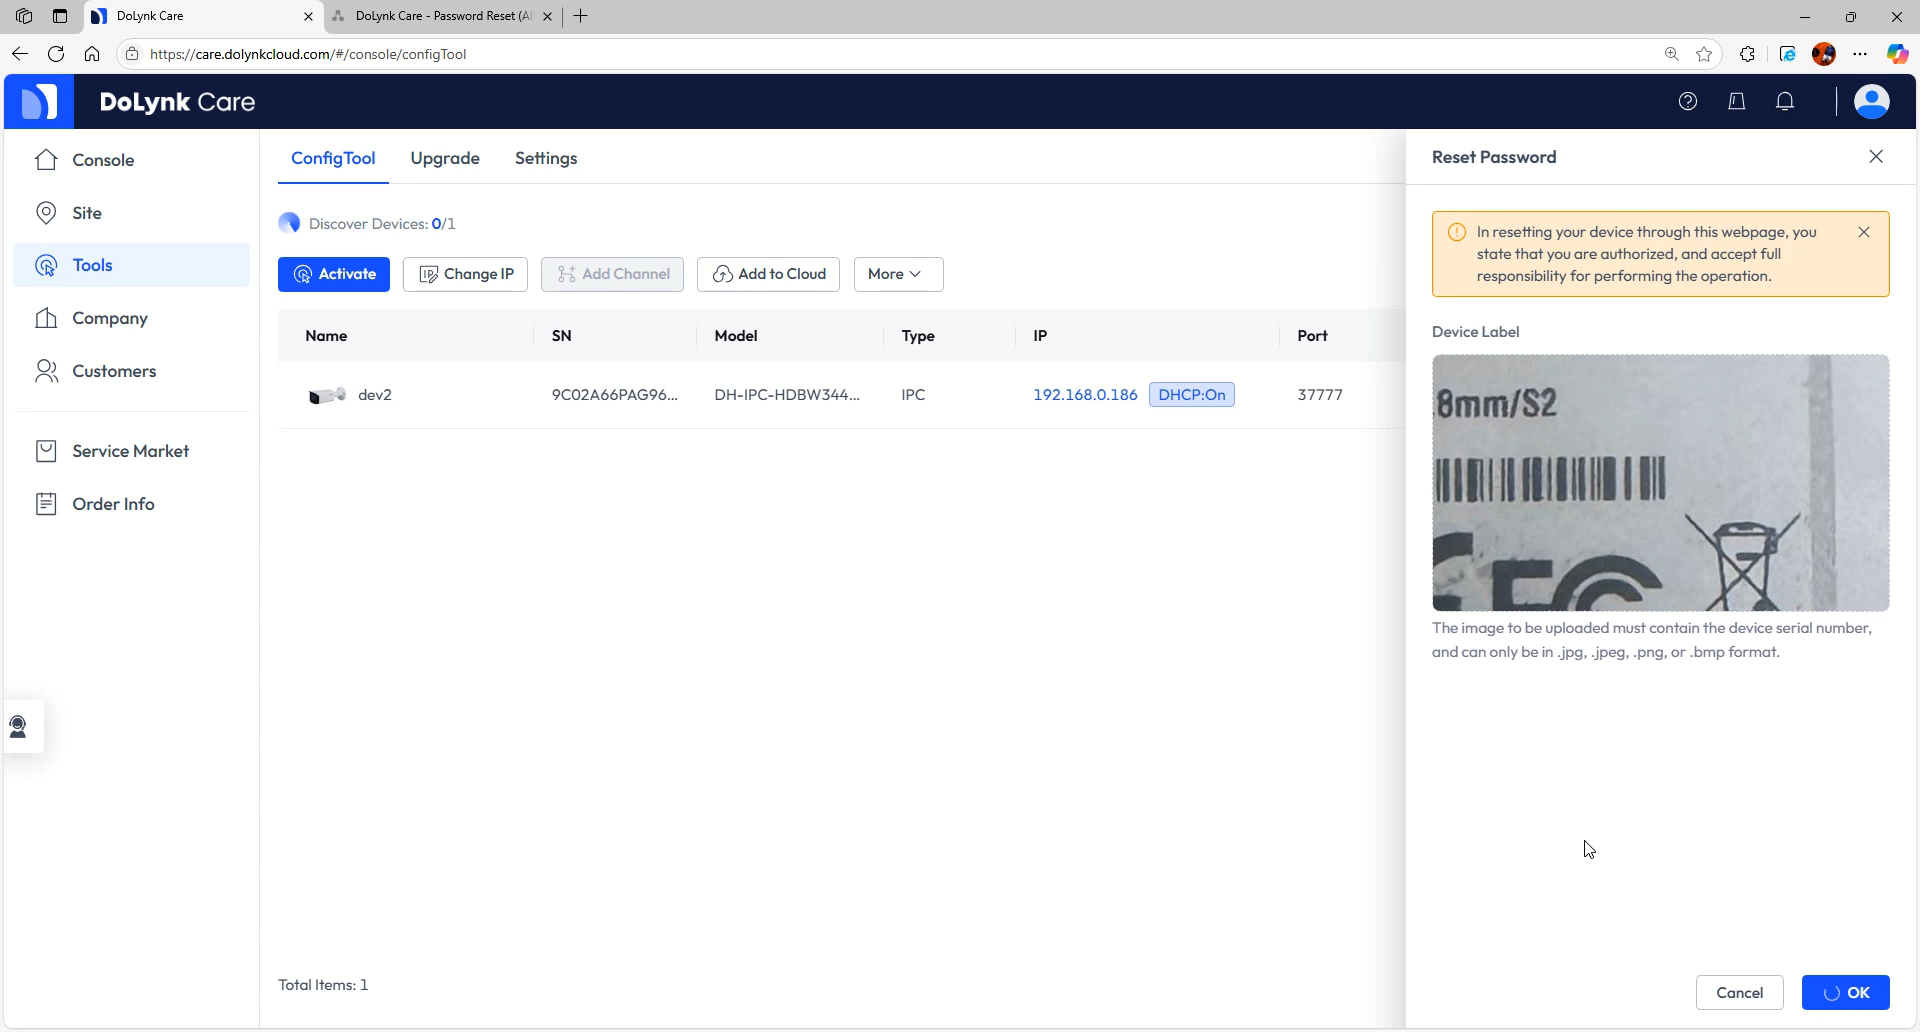 DoLynk Care
DoLynk Care - Password Reset (Al
https://care.dolynkcloud.com/#/console/configTool
DoLynk Care
Console
Site
Tools
Company
Customers
Service Market
Order Info
ConfigTool Upgrade Settings
Discover Devices: 0/1
Activate Change IP Add Channel Add to Cloud More
Name SN Model Type IP Port
dev2 9C02A66PAG96... DH-IPC-HDBW344... IPC 192.168.0.186 DHCP:On 37777
Total Items: 1
Reset Password
In resetting your device through this webpage, you
state that you are authorized, and accept full
responsibility for performing the operation.
Device Label
8mm/S2
The image to be uploaded must contain the device serial number,
and can only be in .jpg, .jpeg, .png, or .bmp format.
Cancel OK